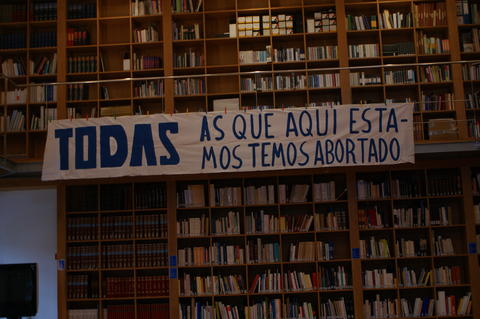 TODAS AS QUE AQUI ESTA-
MOS TEMOS ABORTADO